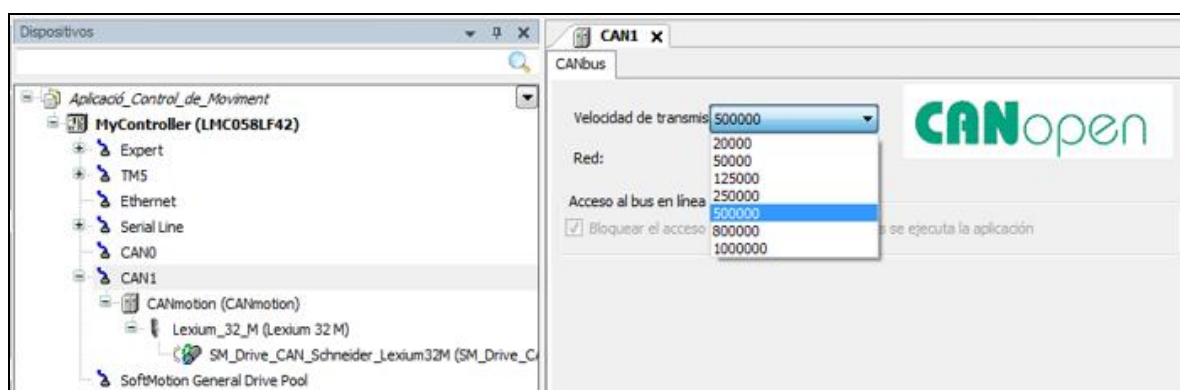 Dispositivos
Aplicació_Control_de_Moviment
MyController (LMC058LF42)
Expert
TM5
Ethernet
Serial Line
CAN0
CAN1
CANmotion (CANmotion)
Lexium_32_M (Lexium 32 M)
SM_Drive_CAN_Schneider_Lexium32M (SM_Drive_C
SoftMotion General Drive Pool
CAN1
CANbus
Velocidad de transmis 500000
CANopen
20000
Red: 50000
125000
Acceso al bus en línea 250000
500000
Bloquear el acceso 800000 s se ejecuta la aplicación
1000000